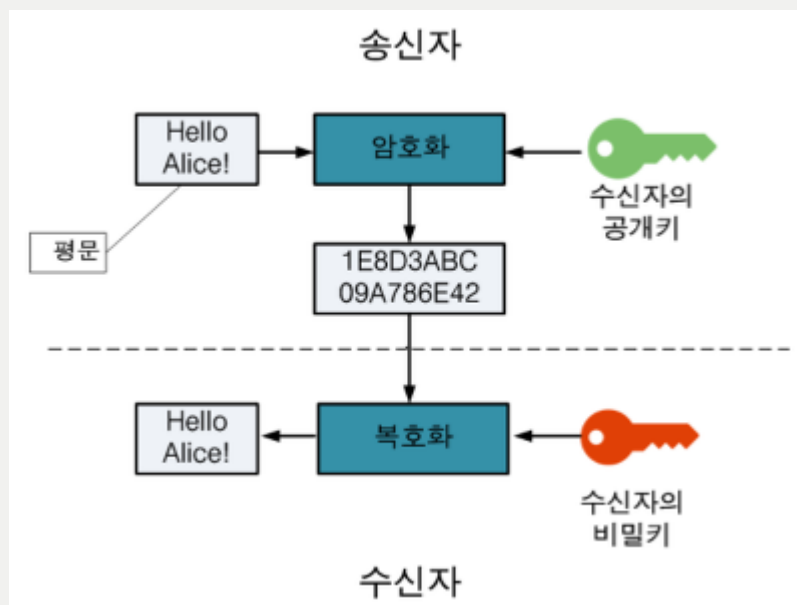 송신자
Hello
Alice!
암호화
수신자의
공개키
평문
1E8D3ABC
09A786E42
Hello
Alice!
복호화
수신자의
비밀키
수신자